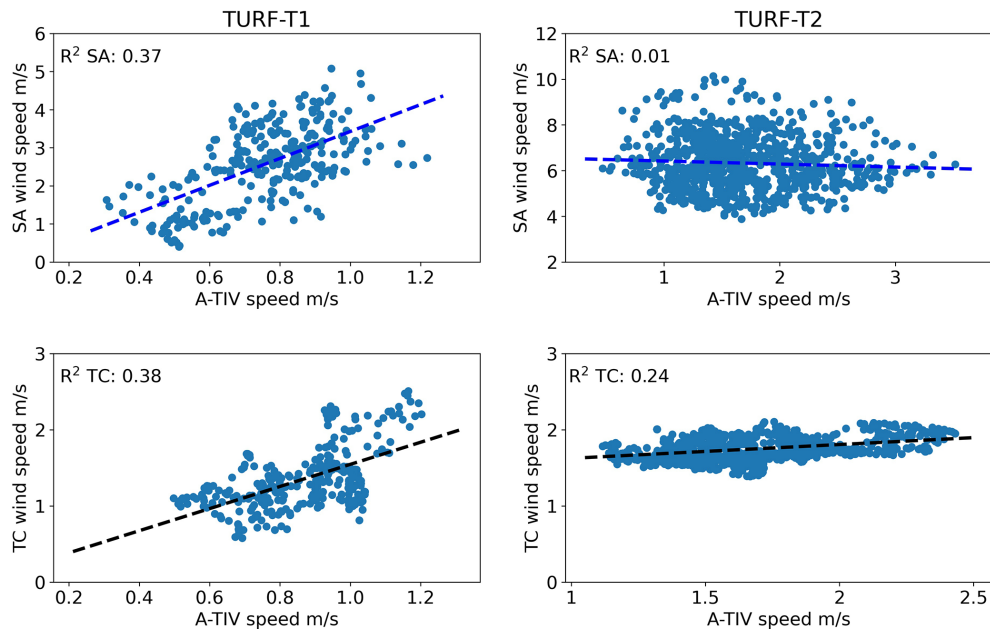 TURF-T1
TURF-T2
R² SA: 0.37
R² SA: 0.01
SA wind speed m/s
0
1
2
3
4
5
6
0.2 0.4 0.6 0.8 1.0 1.2
A-TIV speed m/s
SA wind speed m/s
2
4
6
8
10
12
1 2 3
A-TIV speed m/s
R² TC: 0.38
R² TC: 0.24
TC wind speed m/s
0
1
2
3
0.2 0.4 0.6 0.8 1.0 1.2
A-TIV speed m/s
TC wind speed m/s
0
1
2
3
1 1.5 2 2.5
A-TIV speed m/s